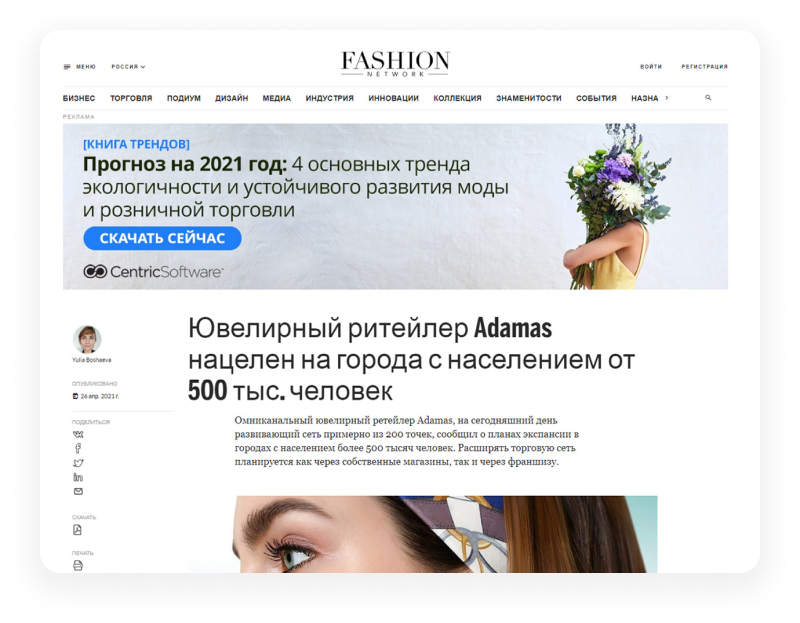 МЕНЮ
РОССИЯ
FASHION
NETWORK
ВОЙТИ
РЕГИСТРАЦИЯ
БИЗНЕС ТОРГОВЛЯ ПОДИУМ ДИЗАЙН МЕДИА ИНДУСТРИЯ ИННОВАЦИИ КОЛЛЕКЦИЯ ЗНАМЕНИТОСТИ СОБЫТИЯ НАЗНА
РЕКЛАМА
[КНИГА ТРЕНДОВ]
Прогноз на 2021 год: 4 основных тренда
экологичности и устойчивого развития моды
и розничной торговли
СКАЧАТЬ СЕЙЧАС
CentricSoftware
Ювелирный ритейлер Adamas
нацелен на города с населением от
500 тыс. человек
Yulia Boshaeva
ОПУБЛИКОВАНО
26 апр. 2021 г.
ПОДЕЛИТЬСЯ
СКАЧАТЬ
ПЕЧАТЬ
Омниканальный ювелирный ретейлер Adamas, на сегодняшний день
развивающий сеть примерно из 200 точек, сообщил о планах экспансии в
городах с населением более 500 тысяч человек. Расширять торговую сеть
планируется как через собственные магазины, так и через франшизу.